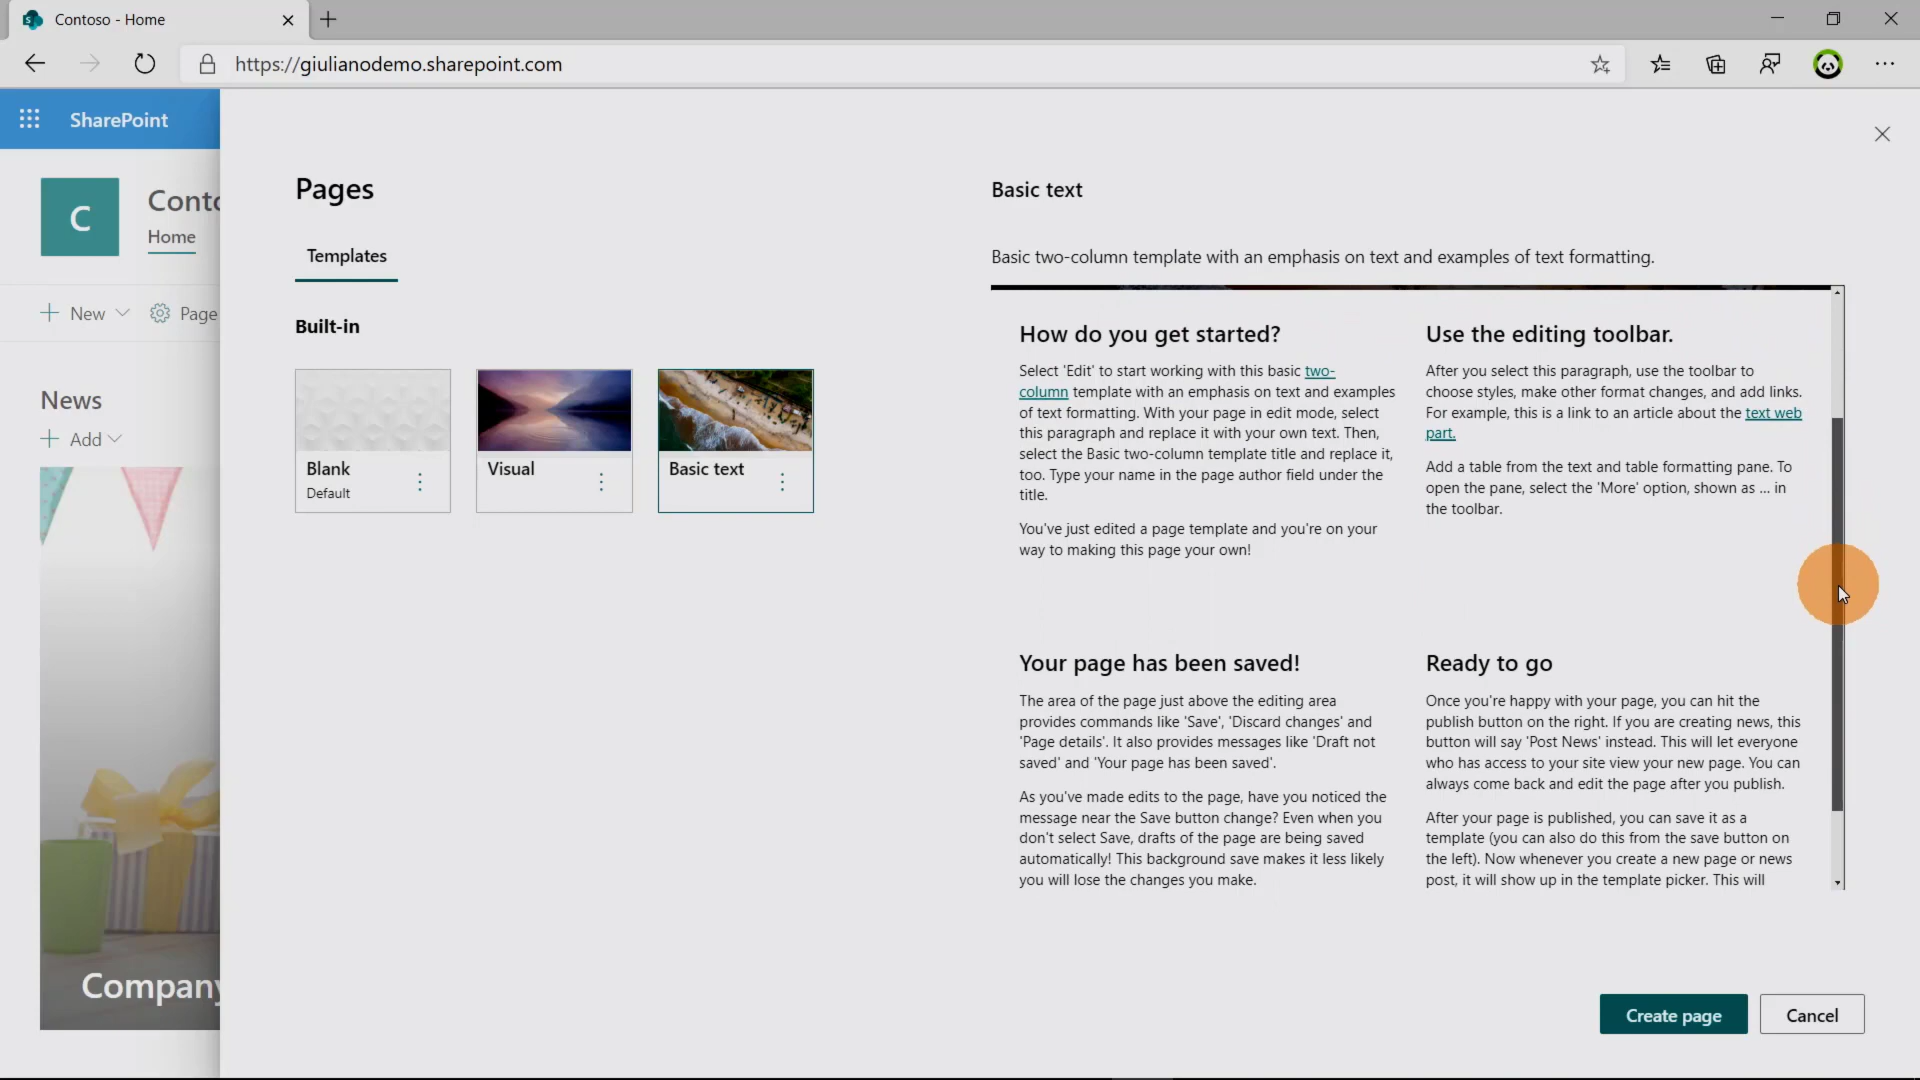 Contoso - Home
https://giulianodemo.sharepoint.com
SharePoint
C
Conto
Home
New
Page
News
Add
Company
Pages
Templates
Built-in
Blank
Default
Visual
Basic text
Basic text
Basic two-column template with an emphasis on text and examples of text formatting.
How do you get started?
Select 'Edit' to start working with this basic two-
column template with an emphasis on text and examples
of text formatting. With your page in edit mode, select
this paragraph and replace it with your own text. Then,
select the Basic two-column template title and replace it,
too. Type your name in the page author field under the
title.
You've just edited a page template and you're on your
way to making this page your own!
Use the editing toolbar.
After you select this paragraph, use the toolbar to
choose styles, make other format changes, and add links.
For example, this is a link to an article about the text web
part.
Add a table from the text and table formatting pane. To
open the pane, select the 'More' option, shown as ... in
the toolbar.
Your page has been saved!
The area of the page just above the editing area
provides commands like 'Save', 'Discard changes' and
'Page details'. It also provides messages like 'Draft not
saved' and 'Your page has been saved'.
As you've made edits to the page, have you noticed the
message near the Save button change? Even when you
don't select Save, drafts of the page are being saved
automatically! This background save makes it less likely
you will lose the changes you make.
Ready to go
Once you're happy with your page, you can hit the
publish button on the right. If you are creating news, this
button will say 'Post News' instead. This will let everyone
who has access to your site view your new page. You can
always come back and edit the page after you publish.
After your page is published, you can save it as a
template (you can also do this from the save button on
the left). Now whenever you create a new page or news
post, it will show up in the template picker. This will
Create page
Cancel